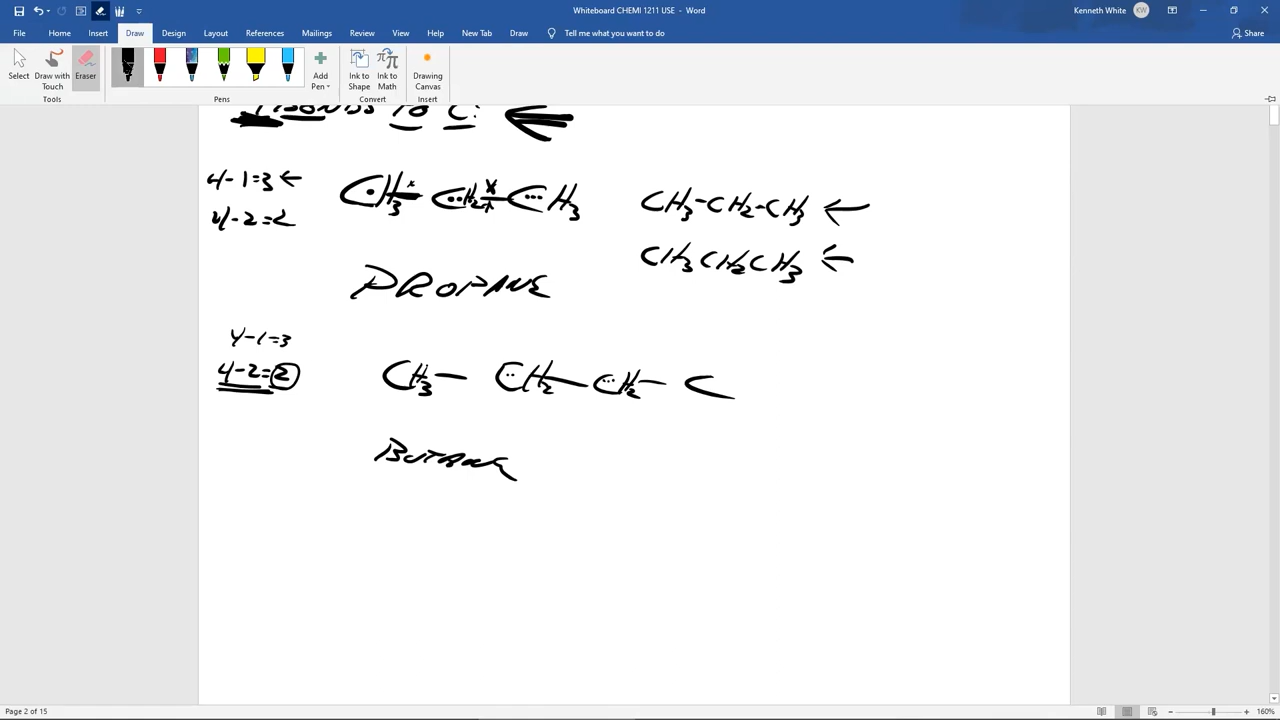 Whiteboard CHEMI 1211 USE - Word
Kenneth White KW
File Home Insert Draw Design Layout References Mailings Review View Help New Tab Draw Tell me what you want to do Share
Select Draw with Touch Eraser Add Pen Ink to Shape Ink to Math Drawing Canvas
Tools Pens Convert Insert
To C:
4-1=3 ←
4-2=2
CH3 - CH2 - CH3
CH3-CH2-CH3 ←
CH3CH2CH3 ←
PROPANE
4-1=3
4-2=2
CH3- CH2-CH2- C
BUTANE
Page 2 of 15
160%